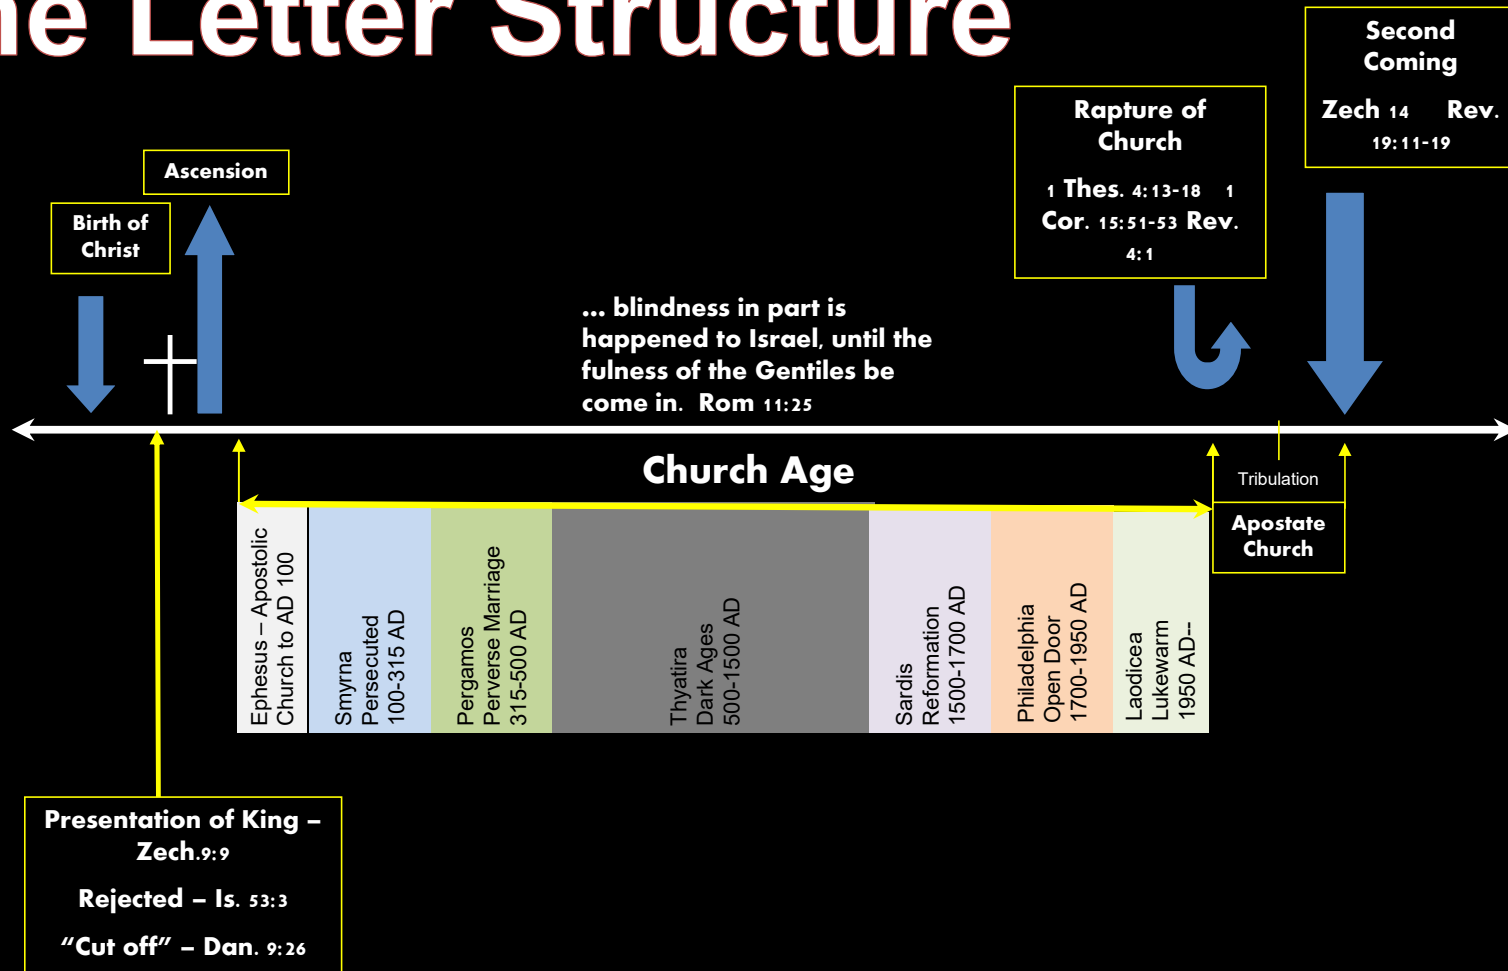 ne Letter Structure
Second
Coming
Zech 14 Rev.
19:11-19
Rapture of
Church
1 Thes. 4:13-18 1
Cor. 15:51-53 Rev.
4:1
Ascension
Birth of
Christ
... blindness in part is
happened to Israel, until the
fulness of the Gentiles be
come in. Rom 11:25
Church Age
Tribulation
Apostate
Church
Ephesus – Apostolic
Church to AD 100
Smyrna
Persecuted
100-315 AD
Pergamos
Perverse Marriage
315-500 AD
Thyatira
Dark Ages
500-1500 AD
Sardis
Reformation
1500-1700 AD
Philadelphia
Open Door
1700-1950 AD
Laodicea
Lukewarm
1950 AD--
Presentation of King –
Zech.9:9
Rejected – Is. 53:3
“Cut off” – Dan. 9:26